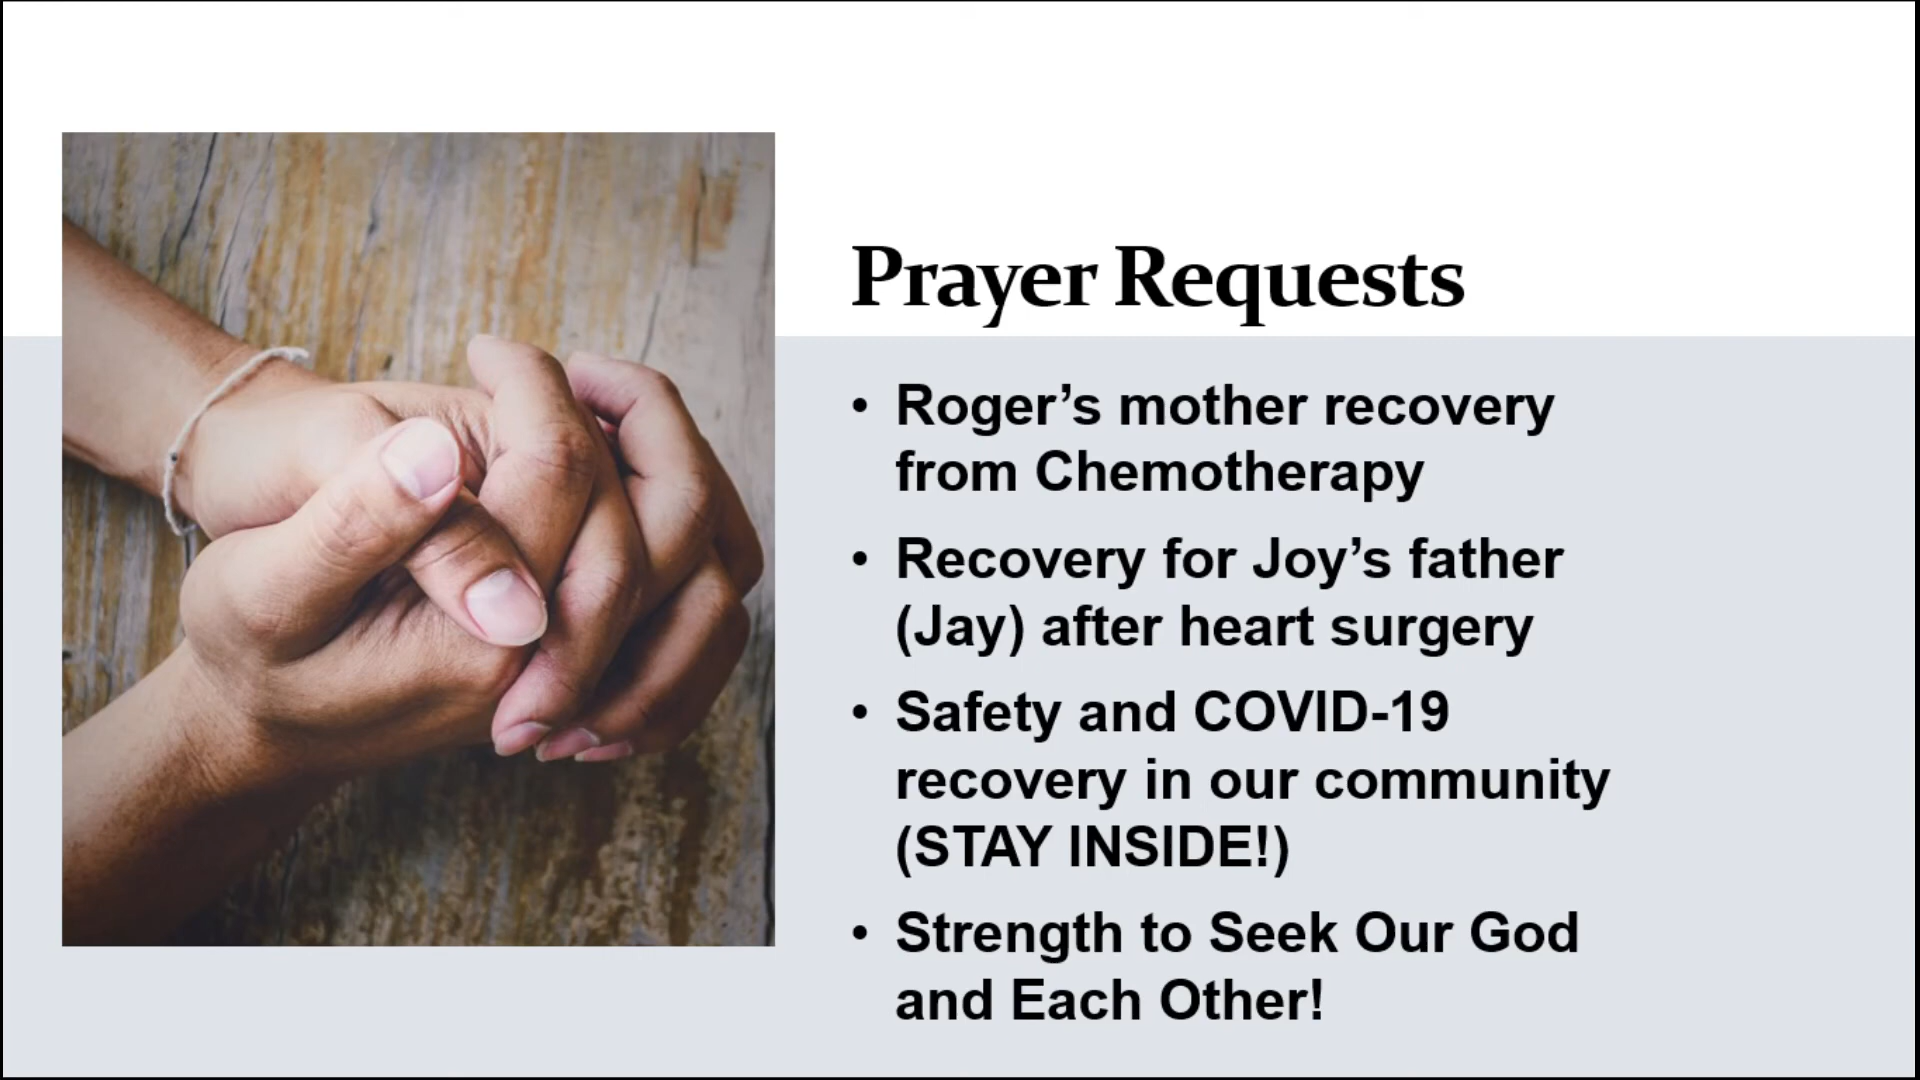 Prayer Requests
• Roger’s mother recovery
from Chemotherapy
• Recovery for Joy’s father
(Jay) after heart surgery
• Safety and COVID-19
recovery in our community
(STAY INSIDE!)
• Strength to Seek Our God
and Each Other!